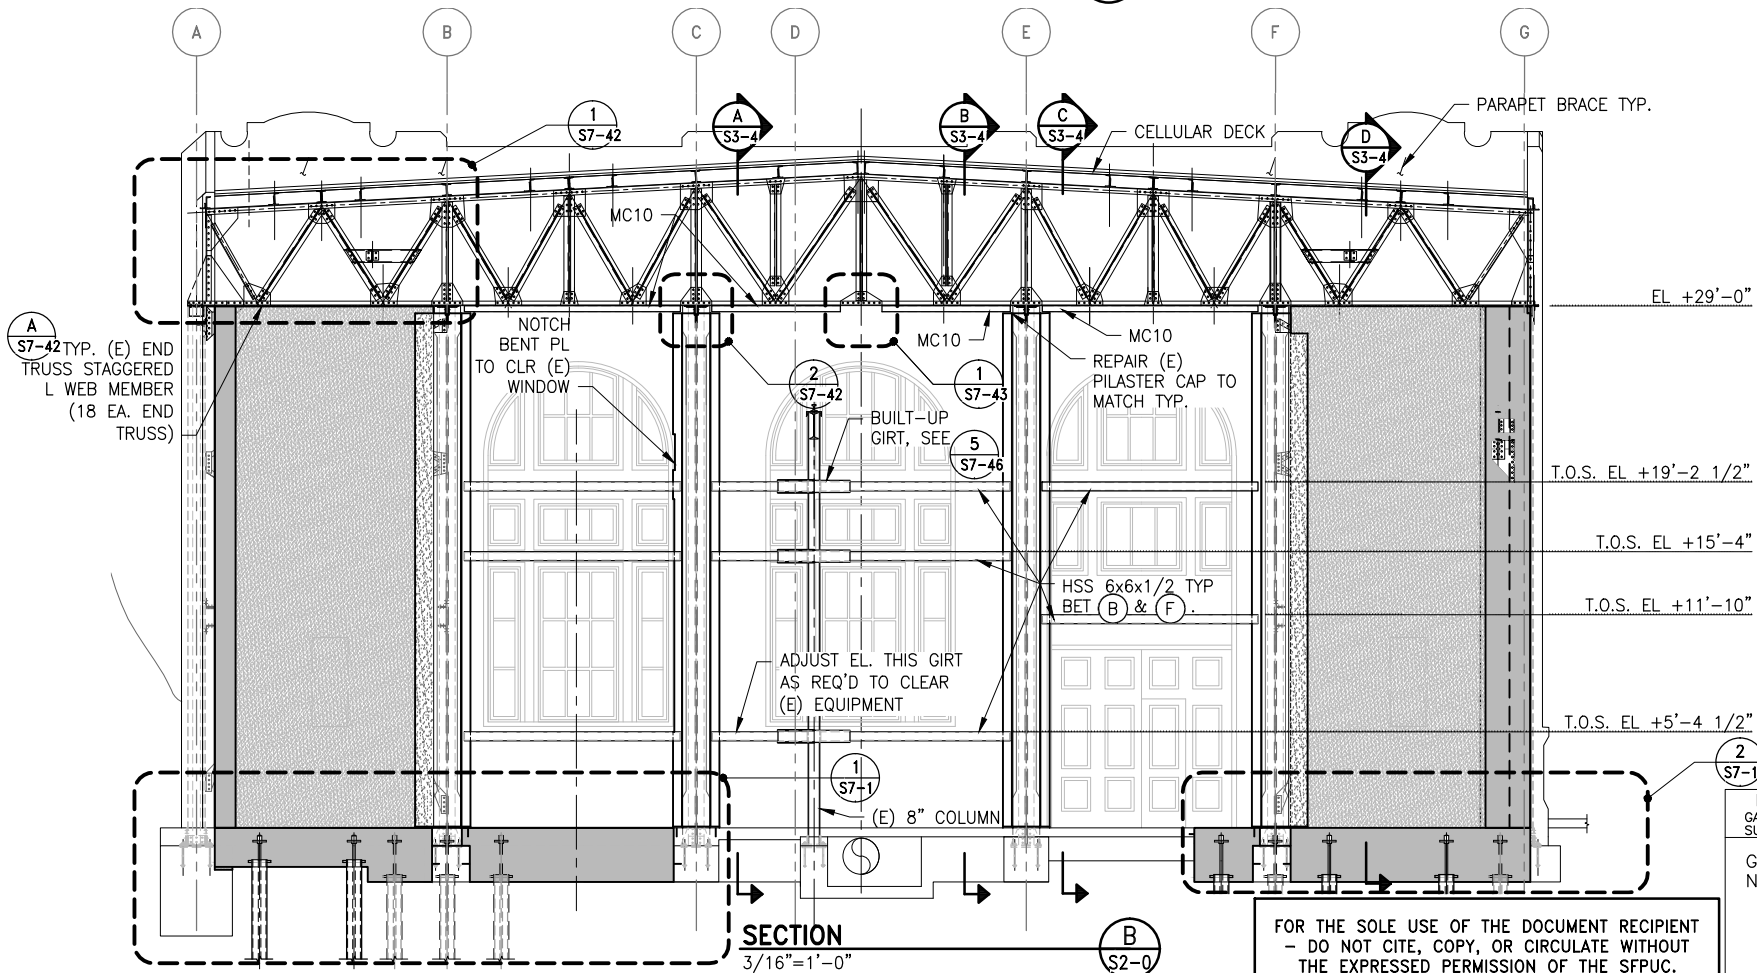 A
B
C
D
E
F
G
PARAPET BRACE TYP.
1
S7-42
A
S3-4
B
S3-4
C
S3-4
CELLULAR DECK
D
S3-4
MC10
EL +29'-0"
A
S7-42
TYP. (E) END
TRUSS STAGGERED
L WEB MEMBER
(18 EA. END
TRUSS)
NOTCH
BENT PL
TO CLR (E)
WINDOW
MC10
MC10
REPAIR (E)
PILASTER CAP TO
MATCH TYP.
2
S7-42
1
S7-43
BUILT-UP
GIRT, SEE
5
S7-46
T.O.S. EL +19'-2 1/2"
T.O.S. EL +15'-4"
HSS 6x6x1/2 TYP
BET B & F .
T.O.S. EL +11'-10"
ADJUST EL. THIS GIRT
AS REQ'D TO CLEAR
(E) EQUIPMENT
T.O.S. EL +5'-4 1/2"
1
S7-1
2
S7-1
(E) 8" COLUMN
SECTION
3/16"=1'-0"
B
S2-0
FOR THE SOLE USE OF THE DOCUMENT RECIPIENT
- DO NOT CITE, COPY, OR CIRCULATE WITHOUT
THE EXPRESSED PERMISSION OF THE SFPUC.